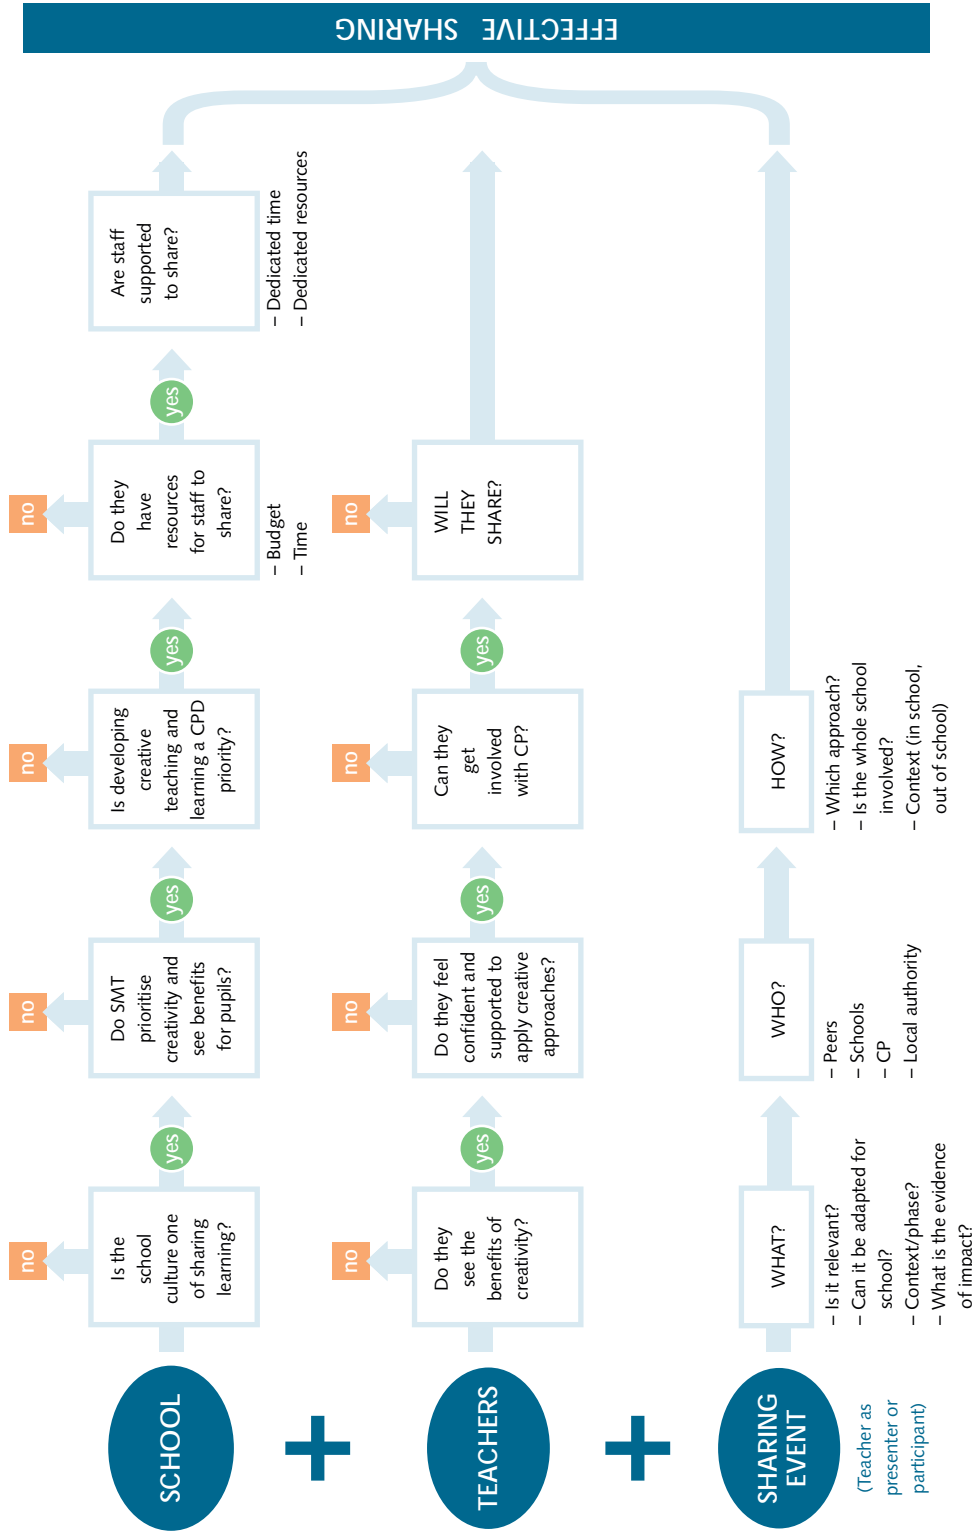 SCHOOL
Is the
school
culture one
of sharing
learning?
no
yes
Do SMT
prioritise
creativity and
see benefits
for pupils?
no
yes
Is developing
creative
teaching and
learning a CPD
priority?
no
yes
Do they
have
resources
for staff to
share?
no
– Budget
– Time
yes
Are staff
supported
to share?
– Dedicated time
– Dedicated resources
+
TEACHERS
Do they
see the
benefits of
creativity?
no
yes
Do they feel
confident and
supported to
apply creative
approaches?
no
yes
Can they
get
involved
with CP?
no
yes
WILL
THEY
SHARE?
no
+
SHARING
EVENT
(Teacher as
presenter or
participant)
WHAT?
– Is it relevant?
– Can it be adapted for
school?
– Context/phase?
– What is the evidence
of impact?
WHO?
– Peers
– Schools
– CP
– Local authority
HOW?
– Which approach?
– Is the whole school
involved?
– Context (in school,
out of school)
EFFECTIVE SHARING